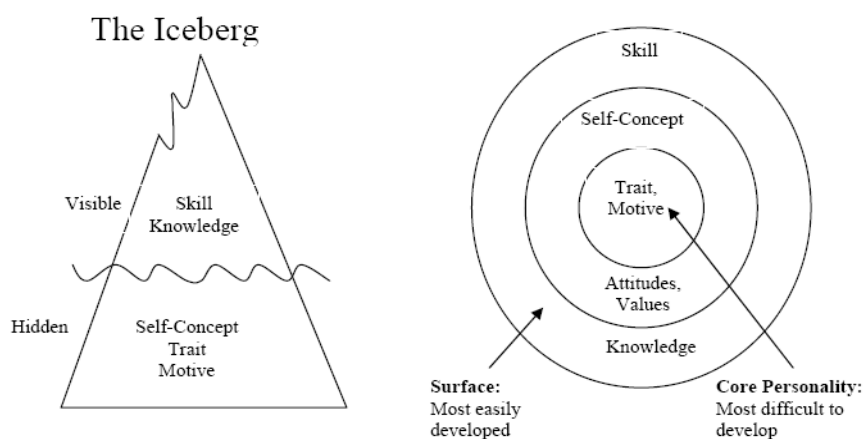 The Iceberg
Visible
Skill
Knowledge
Hidden
Self-Concept
Trait
Motive
Skill
Self-Concept
Trait,
Motive
Attitudes,
Values
Knowledge
Surface:
Most easily
developed
Core Personality:
Most difficult to
develop